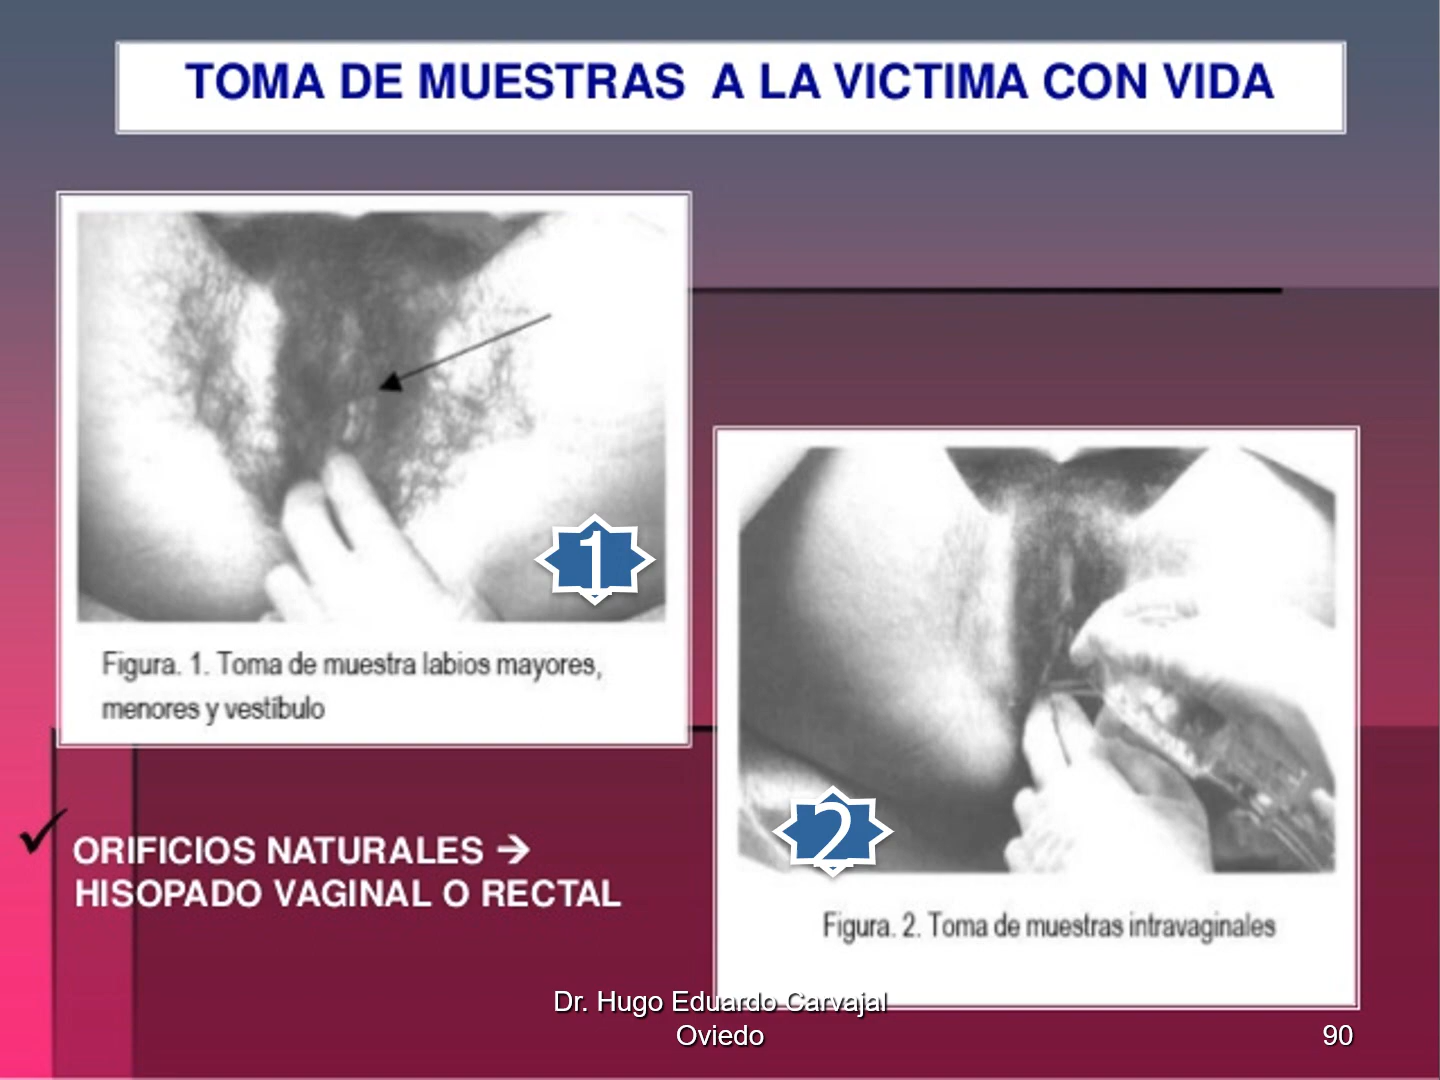 TOMA DE MUESTRAS A LA VICTIMA CON VIDA
1
Figura. 1. Toma de muestra labios mayores,
menores y vestíbulo
2
Figura. 2. Toma de muestras intravaginales
✓ ORIFICIOS NATURALES →
HISOPADO VAGINAL O RECTAL
Dr. Hugo Eduardo Carvajal
Oviedo
90